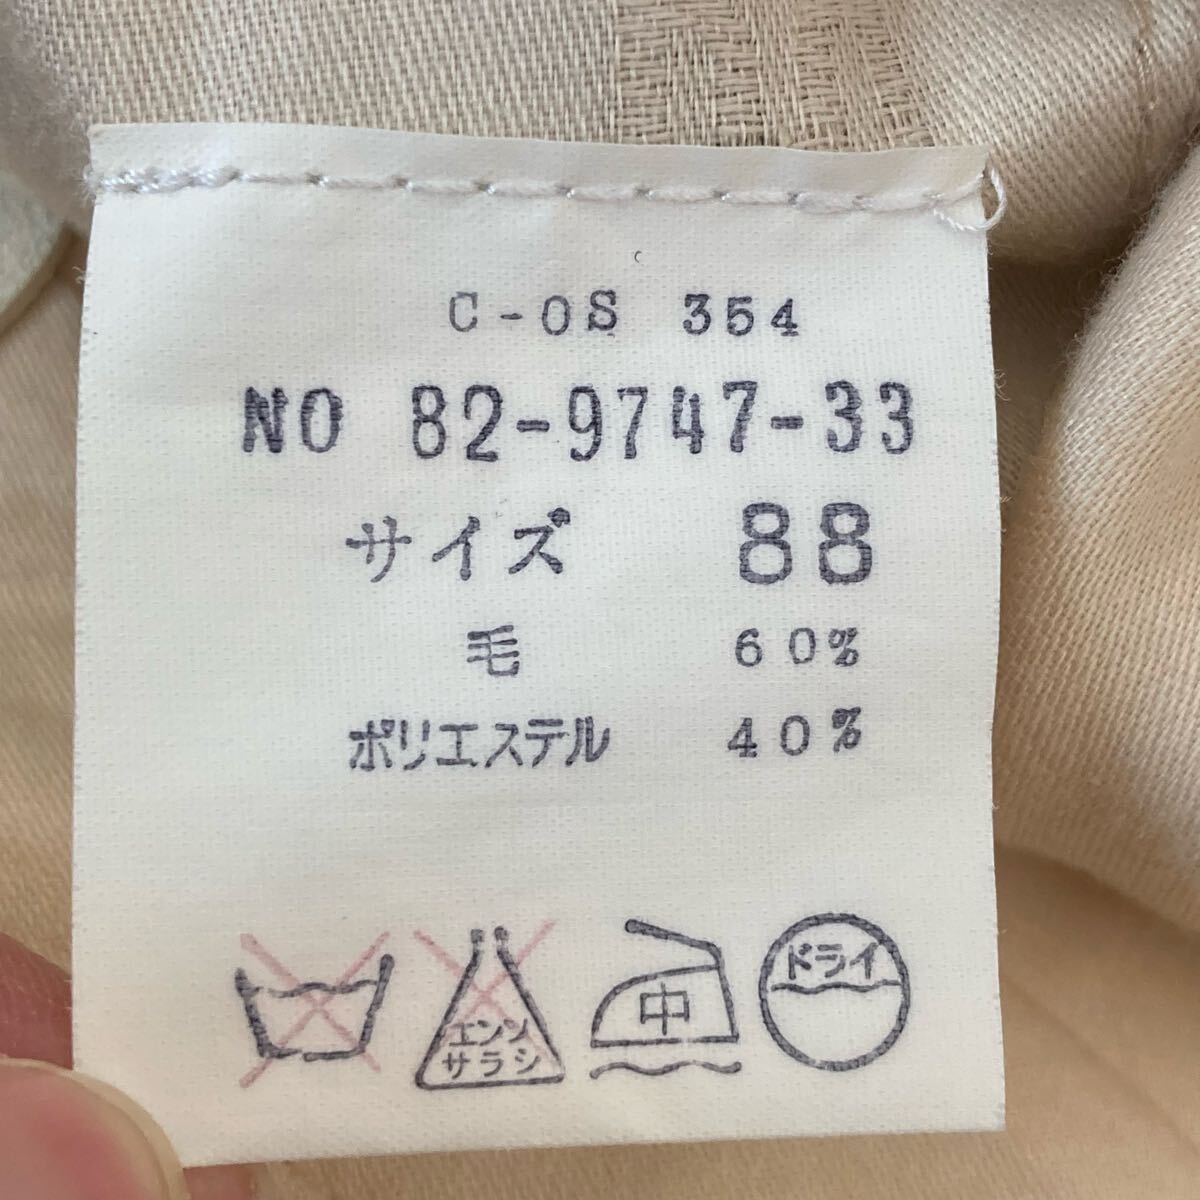 C-0S 354
NO 82-9747-33
サイズ 88
毛 60%
ポリエステル 40%
エンソ
サラシ
中
ドライ